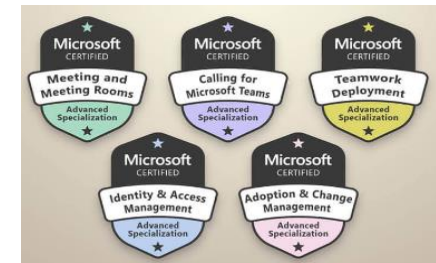 Microsoft
CERTIFIED
Meeting and
Meeting Rooms
Advanced
Specialization
Microsoft
CERTIFIED
Calling for
Microsoft Teams
Advanced
Specialization
Microsoft
CERTIFIED
Teamwork
Deployment
Advanced
Specialization
Microsoft
CERTIFIED
Identity & Access
Management
Advanced
Specialization
Microsoft
CERTIFIED
Adoption & Change
Management
Advanced
Specialization